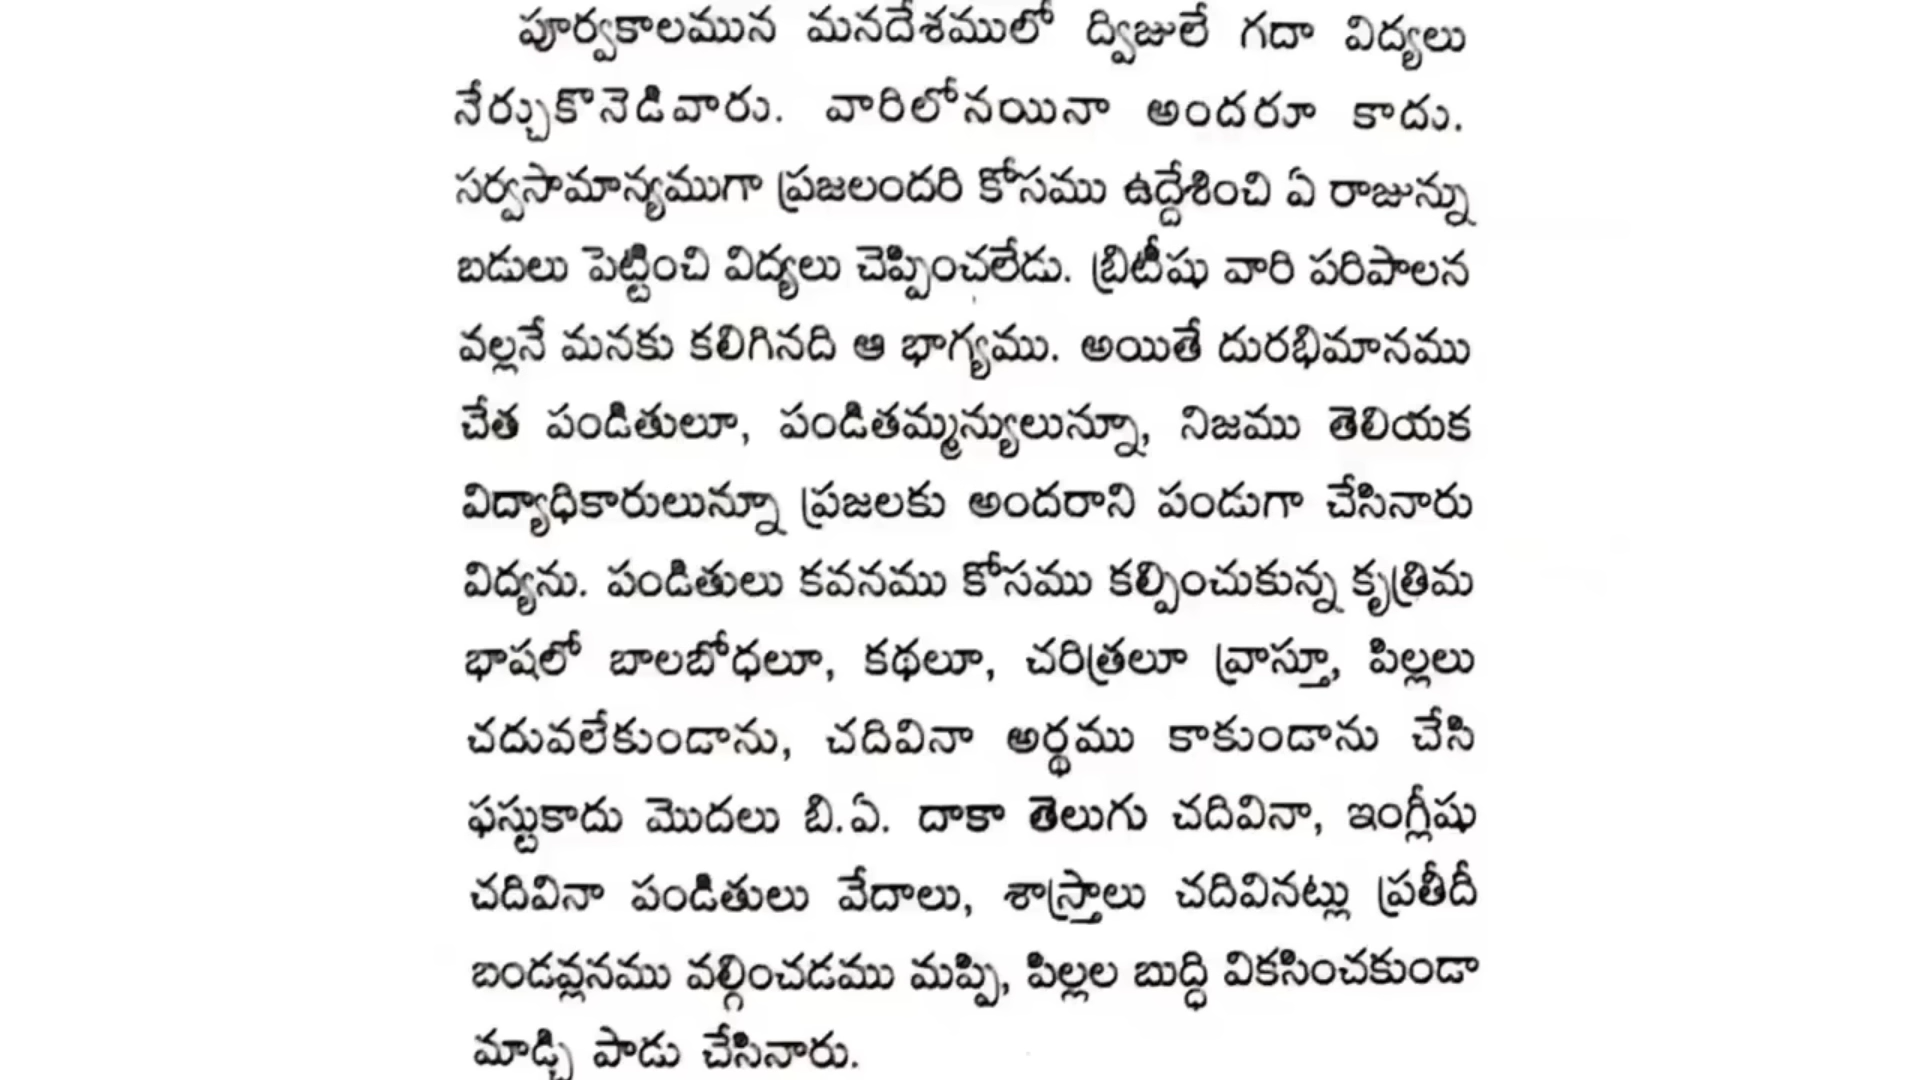 పూర్వకాలమున మనదేశములో ద్విజులే గదా విద్యలు
నేర్చుకొనెడివారు. వారిలోనయినా అందరూ కాదు.
సర్వసామాన్యముగా ప్రజలందరి కోసము ఉద్దేశించి ఏ రాజున్ను
బడులు పెట్టించి విద్యలు చెప్పించలేడు. బ్రిటీషు వారి పరిపాలన
వల్లనే మనకు కలిగినది ఆ భాగ్యము. అయితే దురభిమానము
చేత పండితులూ, పండితమ్మన్యులున్నూ, నిజము తెలియక
విద్యాధికారులున్నూ ప్రజలకు అందరాని పండుగా చేసినారు
విద్యను. పండితులు కవనము కోసము కల్పించుకున్న కృత్రిమ
భాషలో బాలబోధలూ, కథలూ, చరిత్రలూ వ్రాస్తూ, పిల్లలు
చదువలేకుండాను, చదివినా అర్థము కాకుండాను చేసి
ఫస్టుకాదు మొదలు బి.ఏ. దాకా తెలుగు చదివినా, ఇంగ్లీషు
చదివినా పండితులు వేదాలు, శాస్త్రాలు చదివినట్లు ప్రతీదీ
బండవ్లనము వల్గించడము మప్పి, పిల్లల బుద్ధి వికసించకుండా
మాడ్చి పాడు చేసినారు.